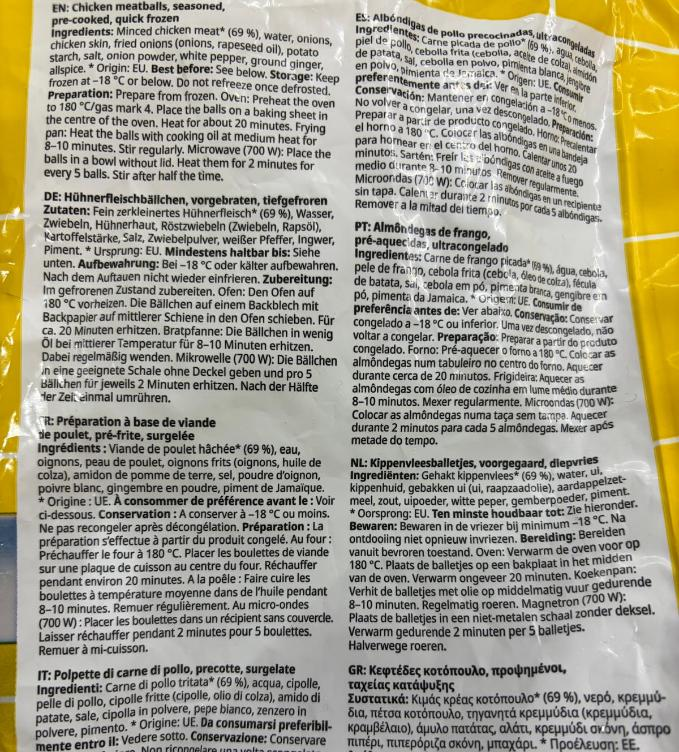 EN: Chicken meatballs, seasoned,
pre-cooked, quick frozen
Ingredients: Minced chicken meat* (69 %), water, onions,
chicken skin, fried onions (onions, rapeseed oil), potato
starch, salt, onion powder, white pepper, ground ginger,
allspice. * Origin: EU. Best before: See below. Storage: Keep
frozen at –18 °C or below. Do not refreeze once defrosted.
Preparation: Prepare from frozen. Oven: Preheat the oven
to 180 °C/gas mark 4. Place the balls on a baking sheet in
the centre of the oven. Heat for about 20 minutes. Frying
pan: Heat the balls with cooking oil at medium heat for
8–10 minutes. Stir regularly. Microwave (700 W): Place the
balls in a bowl without lid. Heat them for 2 minutes for
every 5 balls. Stir after half the time.
DE: Hühnerfleischbällchen, vorgebraten, tiefgefroren
Zutaten: Fein zerkleinertes Hühnerfleisch* (69 %), Wasser,
Zwiebeln, Hühnerhaut, Röstzwiebeln (Zwiebeln, Rapsöl),
Kartoffelstärke, Salz, Zwiebelpulver, weißer Pfeffer, Ingwer,
Piment. * Ursprung: EU. Mindestens haltbar bis: Siehe
unten. Aufbewahrung: Bei –18 °C oder kälter aufbewahren.
Nach dem Auftauen nicht wieder einfrieren. Zubereitung:
Im gefrorenen Zustand zubereiten. Ofen: Den Ofen auf
180 °C vorheizen. Die Bällchen auf einem Backblech mit
Backpapier auf mittlerer Schiene in den Ofen schieben. Für
ca. 20 Minuten erhitzen. Bratpfanne: Die Bällchen in wenig
Öl bei mittlerer Temperatur für 8–10 Minuten erhitzen.
Dabei regelmäßig wenden. Mikrowelle (700 W): Die Bällchen
in eine geeignete Schale ohne Deckel geben und pro 5
Bällchen für jeweils 2 Minuten erhitzen. Nach der Hälfte
der Zeit einmal umrühren.
FR: Préparation à base de viande
de poulet, pré-frite, surgelée
Ingrédients : Viande de poulet hâchée* (69 %), eau,
oignons, peau de poulet, oignons frits (oignons, huile de
colza), amidon de pomme de terre, sel, poudre d'oignon,
poivre blanc, gingembre en poudre, piment de Jamaïque.
* Origine : UE. À consommer de préférence avant le : Voir
ci-dessous. Conservation : A conserver à –18 °C ou moins.
Ne pas recongeler après décongélation. Préparation : La
préparation s'effectue à partir du produit congelé. Au four :
Préchauffer le four à 180 °C. Placer les boulettes de viande
sur une plaque de cuisson au centre du four. Réchauffer
pendant environ 20 minutes. A la poêle : Faire cuire les
boulettes à température moyenne dans de l'huile pendant
8–10 minutes. Remuer régulièrement. Au micro-ondes
(700 W) : Placer les boulettes dans un récipient sans couvercle.
Laisser réchauffer pendant 2 minutes pour 5 boulettes.
Remuer à mi-cuisson.
IT: Polpette di carne di pollo, precotte, surgelate
Ingredienti: Carne di pollo tritata* (69 %), acqua, cipolle,
pelle di pollo, cipolle fritte (cipolle, olio di colza), amido di
patate, sale, cipolla in polvere, pepe bianco, zenzero in
polvere, pimento. * Origine: UE. Da consumarsi preferibil-
mente entro il: Vedere sotto. Conservazione: Conservare
Non ricongelare una volta
ES: Albóndigas de pollo precocinadas, ultracongeladas
Ingredientes: Carne picada de pollo* (69 %), agua, cebolla,
piel de pollo, cebolla frita (cebolla, aceite de colza), almidón
de patata, sal, cebolla en polvo, pimienta blanca, jengibre
en polvo, pimienta de Jamaica. * Origen: UE. Consumir
preferentemente antes del: Ver en la parte inferior.
Conservación: Mantener en congelación a –18 °C o menos.
No volver a congelar, una vez descongelado. Preparación:
Preparar a partir de producto congelado. Horno: Precalentar
el horno a 180 °C. Colocar las albóndigas en una bandeja
para hornear en el centro del horno. Calentar unos 20
minutos. Sartén: Freír las albóndigas con aceite a fuego
medio durante 8–10 minutos. Remover regularmente.
Microondas (700 W): Colocar las albóndigas en un recipiente
sin tapa. Calentar durante 2 minutos por cada 5 albóndigas.
Remover a la mitad del tiempo.
PT: Almôndegas de frango,
pré-aquecidas, ultracongelado
Ingredientes: Carne de frango picada* (69 %), água, cebola,
pele de frango, cebola frita (cebola, óleo de colza), fécula
de batata, sal, cebola em pó, pimenta branca, gengibre em
pó, pimenta da Jamaica. * Origem: UE. Consumir de
preferência antes de: Ver abaixo. Conservação: Conservar
congelado a –18 °C ou inferior. Uma vez descongelado, não
voltar a congelar. Preparação: Preparar a partir do produto
congelado. Forno: Pré-aquecer o forno a 180 °C. Colocar as
almôndegas num tabuleiro no centro do forno. Aquecer
durante cerca de 20 minutos. Frigideira: Aquecer as
almôndegas com óleo de cozinha em lume médio durante
8–10 minutos. Mexer regularmente. Microondas (700 W):
Colocar as almôndegas numa taça sem tampa. Aquecer
durante 2 minutos para cada 5 almôndegas. Mexer após
metade do tempo.
NL: Kippenvleesballetjes, voorgegaard, diepvries
Ingrediënten: Gehakt kippenvlees* (69 %), water, ui,
kippenhuid, gebakken ui (ui, raapzaadolie), aardappelzet-
meel, zout, uipoeder, witte peper, gemberpoeder, piment.
* Oorsprong: EU. Ten minste houdbaar tot: Zie hieronder.
Bewaren: Bewaren in de vriezer bij minimum –18 °C. Na
ontdooiing niet opnieuw invriezen. Bereiding: Bereiden
vanuit bevroren toestand. Oven: Verwarm de oven voor op
180 °C. Plaats de balletjes op een bakplaat in het midden
van de oven. Verwarm ongeveer 20 minuten. Koekenpan:
Verhit de balletjes met olie op middelmatig vuur gedurende
8–10 minuten. Regelmatig roeren. Magnetron (700 W):
Plaats de balletjes in een niet-metalen schaal zonder deksel.
Verwarm gedurende 2 minuten per 5 balletjes.
Halverwege roeren.
GR: Κεφτέδες κοτόπουλο, προψημένοι,
ταχείας κατάψυξης
Συστατικά: Κιμάς κρέας κοτόπουλο* (69 %), νερό, κρεμμύ-
δια, πέτσα κοτόπουλο, τηγανητά κρεμμύδια (κρεμμύδια,
κραμβέλαιο), άμυλο πατάτας, αλάτι, κρεμμύδι σκόνη, άσπρο
πιπέρι, πιπερόριζα σκόνη, μπαχάρι. * Προέλευση: ΕΕ.